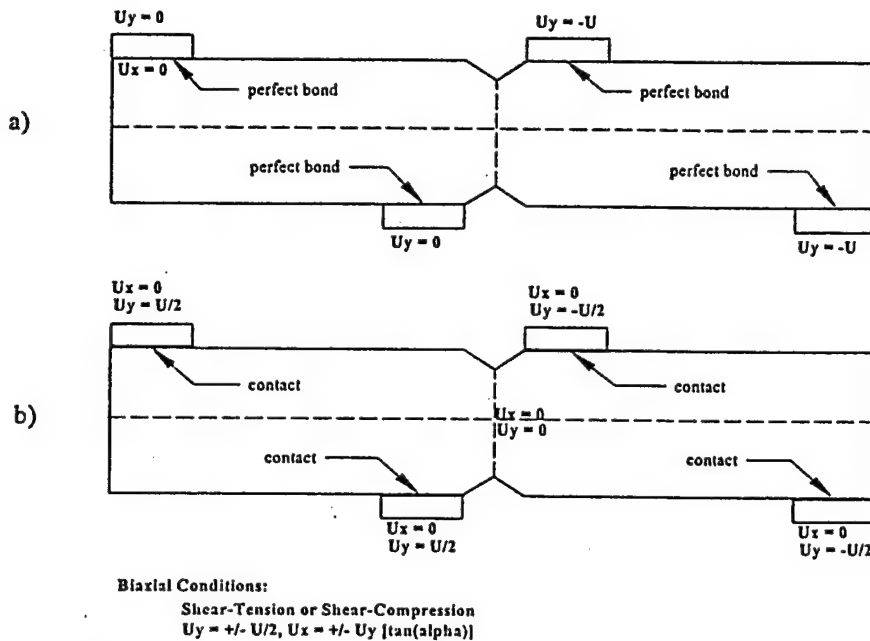 Uy = 0
Uy = -U
Ux = 0
perfect bond
perfect bond
a)
perfect bond
perfect bond
Uy = 0
Uy = -U
Ux = 0
Uy = U/2
Ux = 0
Uy = -U/2
contact
contact
b)
Ux = 0
Uy = 0
contact
contact
Ux = 0
Uy = U/2
Ux = 0
Uy = -U/2
Biaxial Conditions:
Shear-Tension or Shear-Compression
Uy = +/- U/2, Ux = +/- Uy [tan(alpha)]